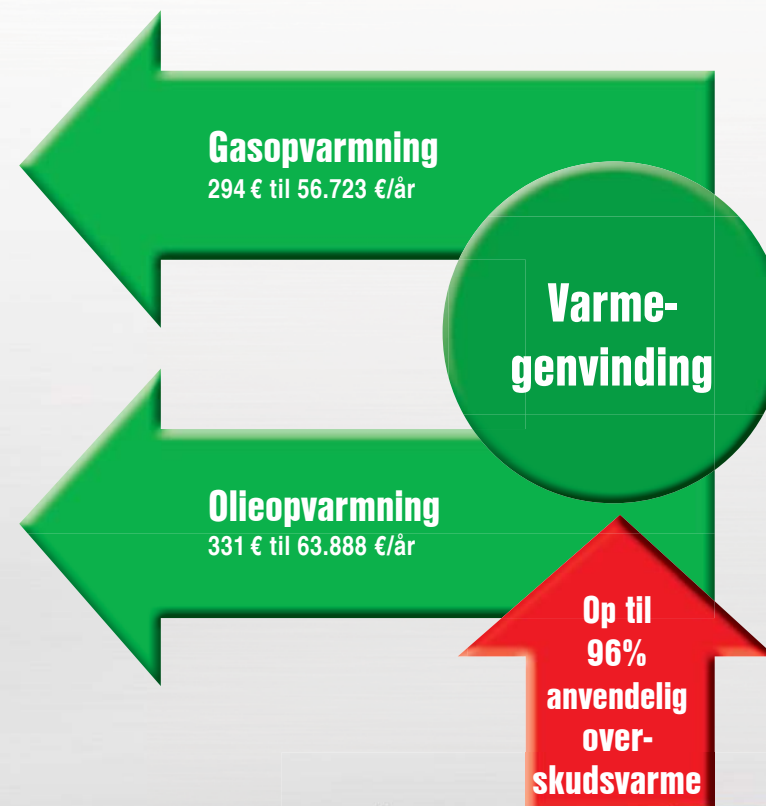 Gasopvarmning
294 € til 56.723 €/år
Varme-
genvinding
Olieopvarmning
331 € til 63.888 €/år
Op til
96%
anvendelig
over-
skudsvarme